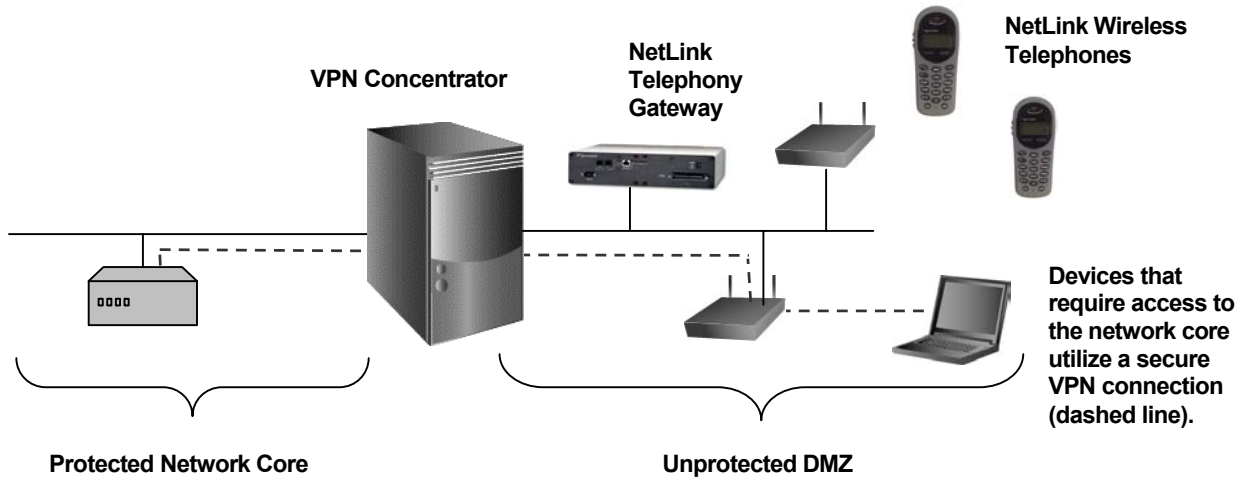 NetLink Wireless
Telephones
NetLink
Telephony
Gateway
VPN Concentrator
Devices that
require access to
the network core
utilize a secure
VPN connection
(dashed line).
Protected Network Core
Unprotected DMZ